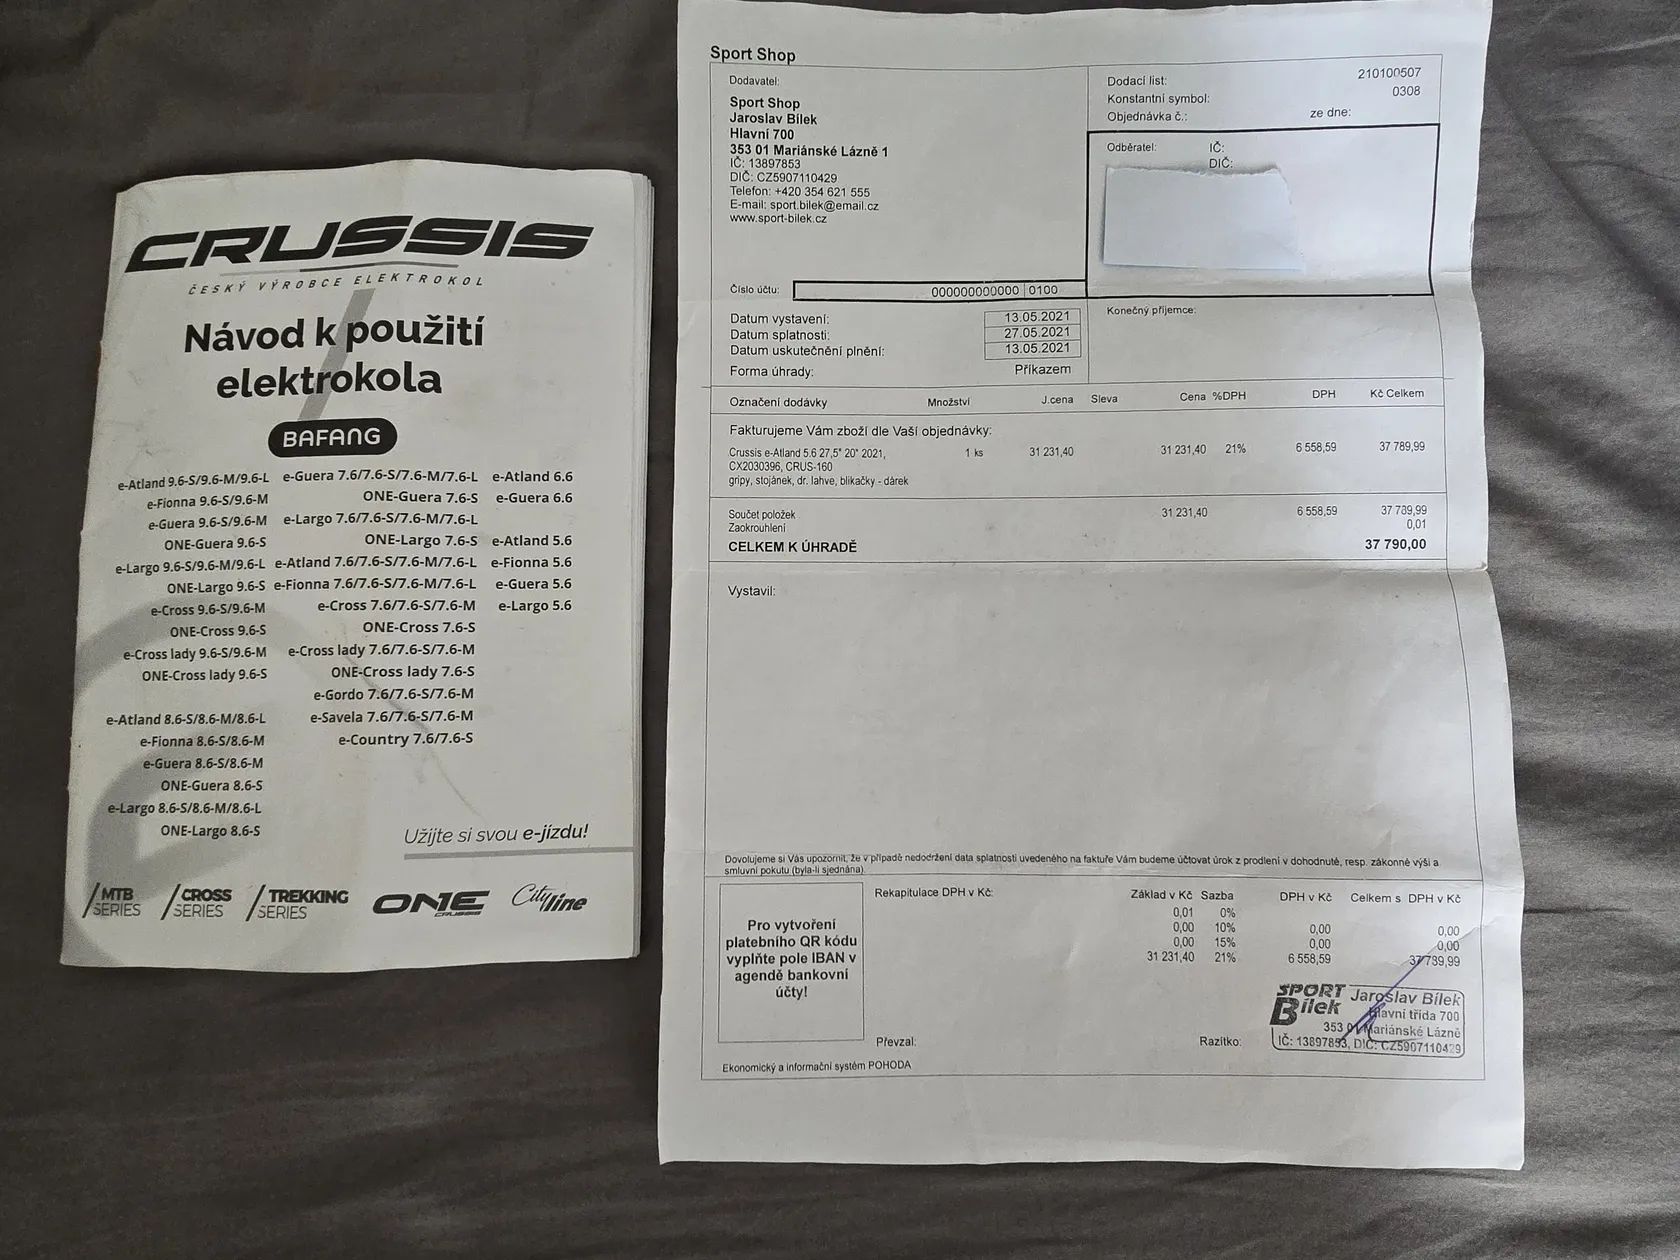 CRUSSIS
ČESKÝ VÝROBCE ELEKTROKOL
Návod k použití
elektrokola
BAFANG
e-Atland 9.6-S/9.6-M/9.6-L
e-Fionna 9.6-S/9.6-M
e-Guera 9.6-S/9.6-M
ONE-Guera 9.6-S
e-Largo 9.6-S/9.6-M/9.6-L
ONE-Largo 9.6-S
e-Cross 9.6-S/9.6-M
ONE-Cross 9.6-S
e-Cross lady 9.6-S/9.6-M
ONE-Cross lady 9.6-S
e-Atland 8.6-S/8.6-M/8.6-L
e-Fionna 8.6-S/8.6-M
e-Guera 8.6-S/8.6-M
ONE-Guera 8.6-S
e-Largo 8.6-S/8.6-M/8.6-L
ONE-Largo 8.6-S
e-Guera 7.6/7.6-S/7.6-M/7.6-L
ONE-Guera 7.6-S
e-Largo 7.6/7.6-S/7.6-M/7.6-L
ONE-Largo 7.6-S
e-Atland 7.6/7.6-S/7.6-M/7.6-L
e-Fionna 7.6/7.6-S/7.6-M/7.6-L
e-Cross 7.6/7.6-S/7.6-M
ONE-Cross 7.6-S
e-Cross lady 7.6/7.6-S/7.6-M
ONE-Cross lady 7.6-S
e-Gordo 7.6/7.6-S/7.6-M
e-Savela 7.6/7.6-S/7.6-M
e-Country 7.6/7.6-S
e-Atland 6.6
e-Guera 6.6
e-Atland 5.6
e-Fionna 5.6
e-Guera 5.6
e-Largo 5.6
Užijte si svou e-jízdu!
MTB SERIES
CROSS SERIES
TREKKING SERIES
ONE CRUSSIS
City line
Sport Shop
Dodavatel:
Sport Shop
Jaroslav Bílek
Hlavní 700
353 01 Mariánské Lázně 1
IČ: 13897853
DIČ: CZ5907110429
Telefon: +420 354 621 555
E-mail: sport.bilek@email.cz
www.sport-bilek.cz
Dodací list: 210100507
Konstantní symbol: 0308
Objednávka č.: ze dne:
Odběratel: IČ:
DIČ:
Číslo účtu: 000000000000 0100
Datum vystavení: 13.05.2021
Datum splatnosti: 27.05.2021
Datum uskutečnění plnění: 13.05.2021
Forma úhrady: Příkazem
Konečný příjemce:
Označení dodávky Množství J.cena Sleva Cena %DPH DPH Kč Celkem
Fakturujeme Vám zboží dle Vaší objednávky:
Crussis e-Atland 5.6 27,5" 20" 2021, 1 ks 31 231,40 31 231,40 21% 6 558,59 37 789,99
CX2030396, CRUS-160
gripy, stojánek, dr. lahve, blikačky - dárek
Součet položek 31 231,40 6 558,59 37 789,99
Zaokrouhlení 0,01
CELKEM K ÚHRADĚ 37 790,00
Vystavil:
Dovolujeme si Vás upozornit, že v případě nedodržení data splatnosti uvedeného na faktuře Vám budeme účtovat úrok z prodlení v dohodnuté, resp. zákonné výši a
smluvní pokutu (byla-li sjednána).
Pro vytvoření
platebního QR kódu
vyplňte pole IBAN v
agendě bankovní
účty!
Rekapitulace DPH v Kč: Základ v Kč Sazba DPH v Kč Celkem s DPH v Kč
0,01 0%
0,00 10% 0,00 0,00
0,00 15% 0,00 0,00
31 231,40 21% 6 558,59 37 789,99
SPORT Bílek
Jaroslav Bílek
Hlavní třída 700
353 01 Mariánské Lázně
IČ: 13897853, DIČ: CZ5907110429
Převzal: Razítko:
Ekonomický a informační systém POHODA